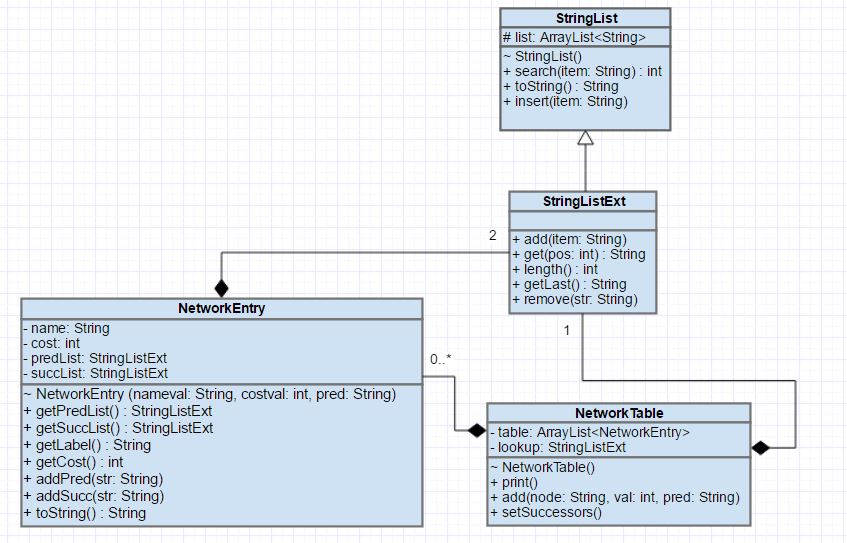 StringList
# list: ArrayList<String>
~ StringList()
+ search(item: String) : int
+ toString() : String
+ insert(item: String)
StringListExt
+ add(item: String)
+ get(pos: int) : String
+ length() : int
+ getLast() : String
+ remove(str: String)
2
1
NetworkEntry
- name: String
- cost: int
- predList: StringListExt
- succList: StringListExt
~ NetworkEntry (nameval: String, costval: int, pred: String)
+ getPredList() : StringListExt
+ getSuccList() : StringListExt
+ getLabel() : String
+ getCost() : int
+ addPred(str: String)
+ addSucc(str: String)
+ toString() : String
0..*
NetworkTable
- table: ArrayList<NetworkEntry>
- lookup: StringListExt
~ NetworkTable()
+ print()
+ add(node: String, val: int, pred: String)
+ setSuccessors()